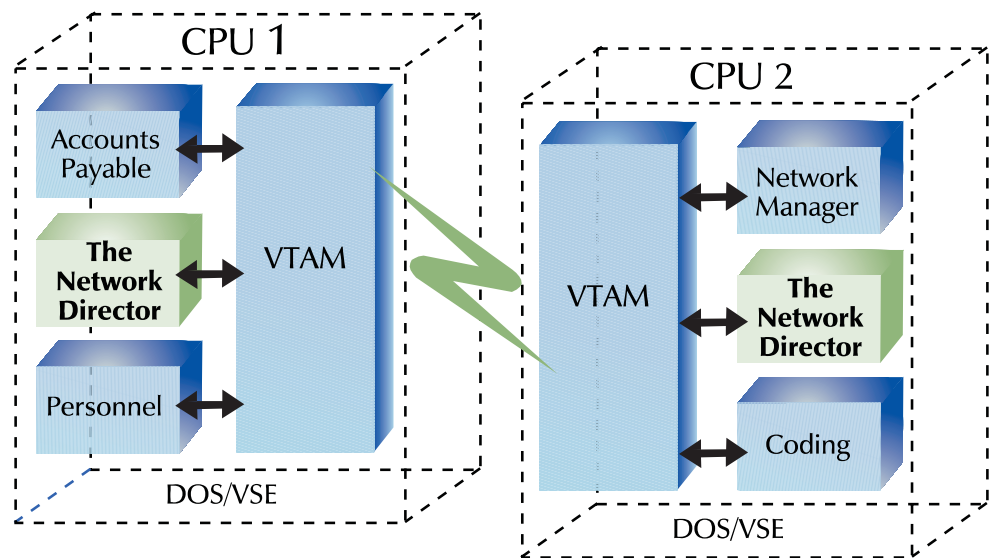 CPU 1
Accounts
Payable
The
Network
Director
Personnel
VTAM
DOS/VSE
CPU 2
VTAM
Network
Manager
The
Network
Director
Coding
DOS/VSE